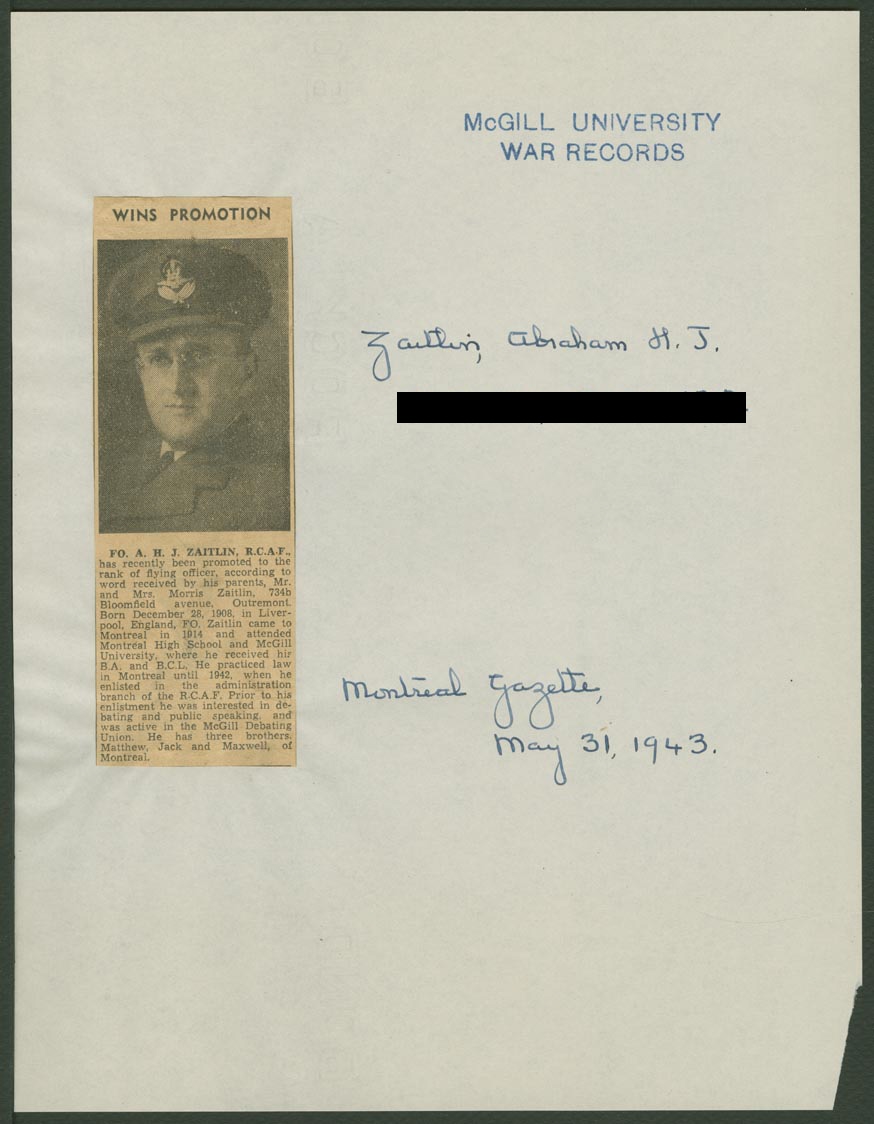 McGILL UNIVERSITY
WAR RECORDS
WINS PROMOTION
Zaitlin, Abraham H. J.
FO. A. H. J. ZAITLIN, R.C.A.F.,
has recently been promoted to the
rank of flying officer, according to
word received by his parents, Mr.
and Mrs. Morris Zaitlin, 734b
Bloomfield avenue, Outremont.
Born December 28, 1908, in Liver-
pool, England, FO. Zaitlin came to
Montreal in 1914 and attended
Montreal High School and McGill
University, where he received his
B.A. and B.C.L. He practiced law
in Montreal until 1942, when he
enlisted in the administration
branch of the R.C.A.F. Prior to his
enlistment he was interested in de-
bating and public speaking, and
was active in the McGill Debating
Union. He has three brothers,
Matthew, Jack and Maxwell, of
Montreal.
Montreal Gazette,
May 31, 1943.